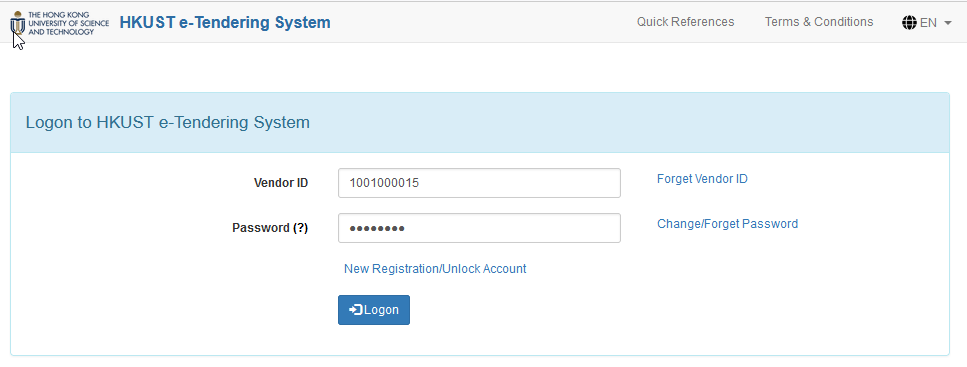 THE HONG KONG
UNIVERSITY OF SCIENCE
AND TECHNOLOGY
HKUST e-Tendering System
Quick References
Terms & Conditions
EN
Logon to HKUST e-Tendering System
Vendor ID
1001000015
Forget Vendor ID
Password (?)
••••••••
Change/Forget Password
New Registration/Unlock Account
Logon